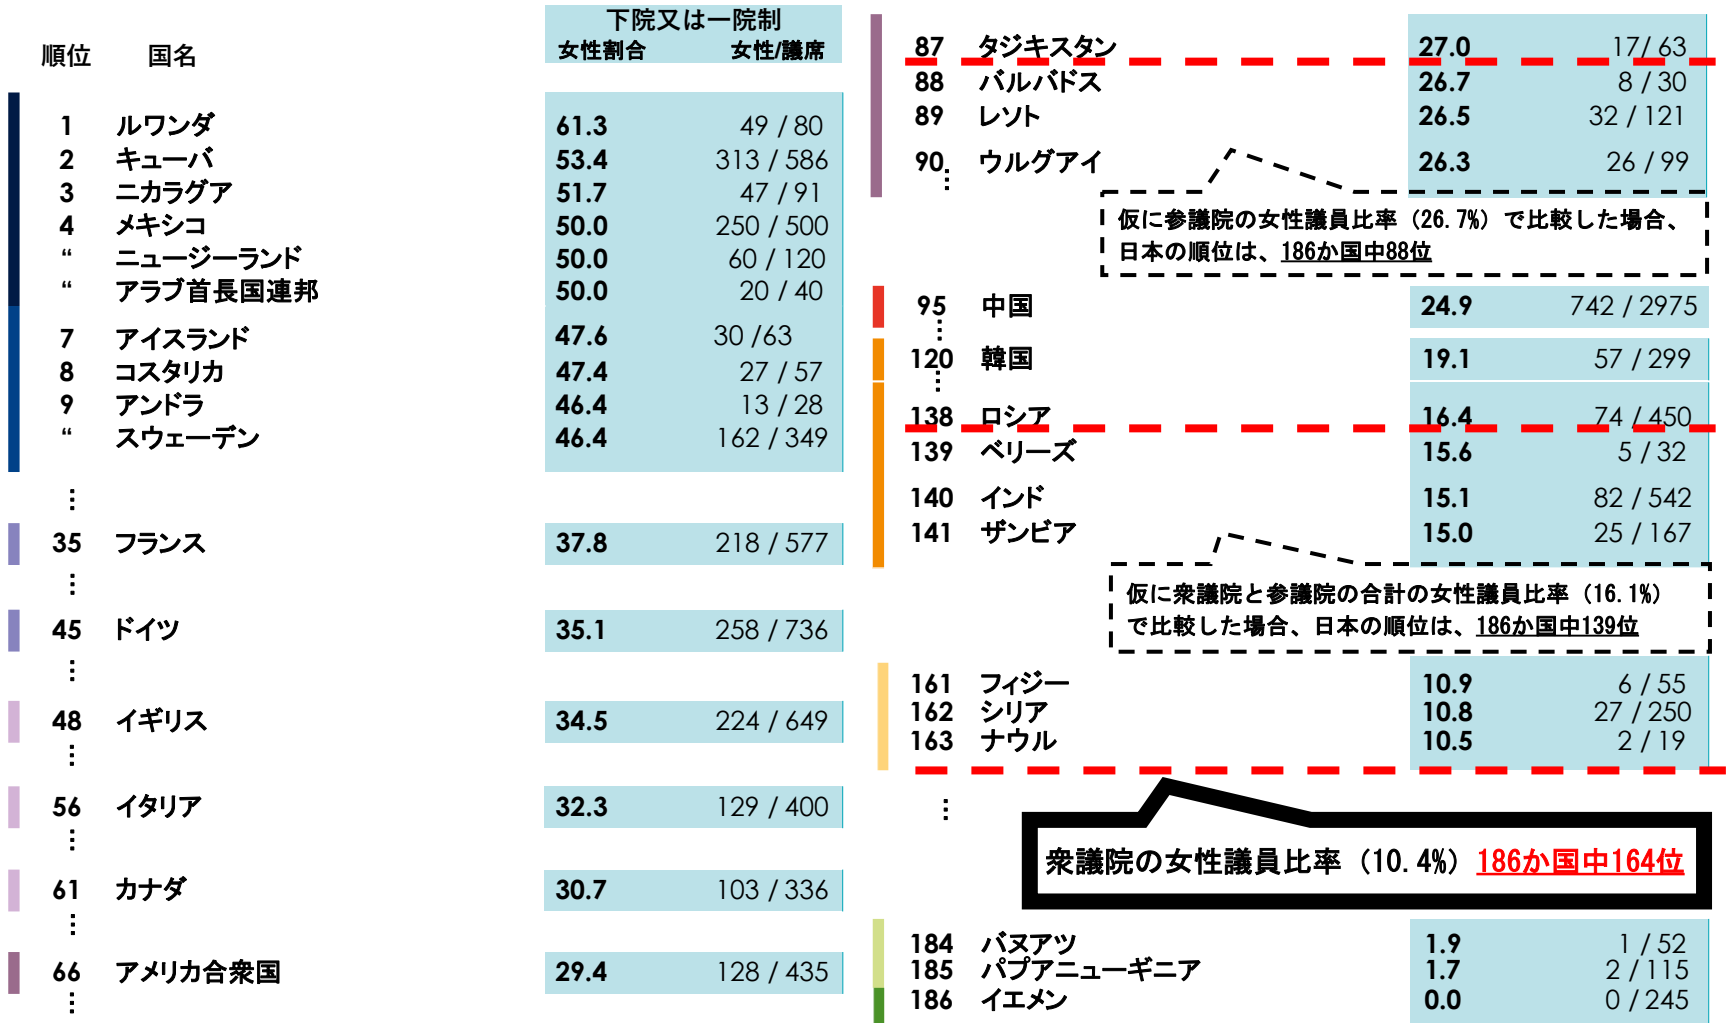 下院又は一院制
順位 国名 女性割合 女性/議席
1 ルワンダ 61.3 49 / 80
2 キューバ 53.4 313 / 586
3 ニカラグア 51.7 47 / 91
4 メキシコ 50.0 250 / 500
“ ニュージーランド 50.0 60 / 120
“ アラブ首長国連邦 50.0 20 / 40
7 アイスランド 47.6 30 /63
8 コスタリカ 47.4 27 / 57
9 アンドラ 46.4 13 / 28
“ スウェーデン 46.4 162 / 349
⋮
35 フランス 37.8 218 / 577
⋮
45 ドイツ 35.1 258 / 736
⋮
48 イギリス 34.5 224 / 649
⋮
56 イタリア 32.3 129 / 400
⋮
61 カナダ 30.7 103 / 336
⋮
66 アメリカ合衆国 29.4 128 / 435
⋮
87 タジキスタン 27.0 17/ 63
88 バルバドス 26.7 8 / 30
89 レソト 26.5 32 / 121
90 ウルグアイ 26.3 26 / 99
⋮
仮に参議院の女性議員比率（26.7%）で比較した場合、
日本の順位は、186か国中88位
95 中国 24.9 742 / 2975
⋮
120 韓国 19.1 57 / 299
⋮
138 ロシア 16.4 74 / 450
139 ベリーズ 15.6 5 / 32
140 インド 15.1 82 / 542
141 ザンビア 15.0 25 / 167
仮に衆議院と参議院の合計の女性議員比率（16.1%）
で比較した場合、日本の順位は、186か国中139位
161 フィジー 10.9 6 / 55
162 シリア 10.8 27 / 250
163 ナウル 10.5 2 / 19
⋮
衆議院の女性議員比率（10.4%）186か国中164位
184 バヌアツ 1.9 1 / 52
185 パプアニューギニア 1.7 2 / 115
186 イエメン 0.0 0 / 245